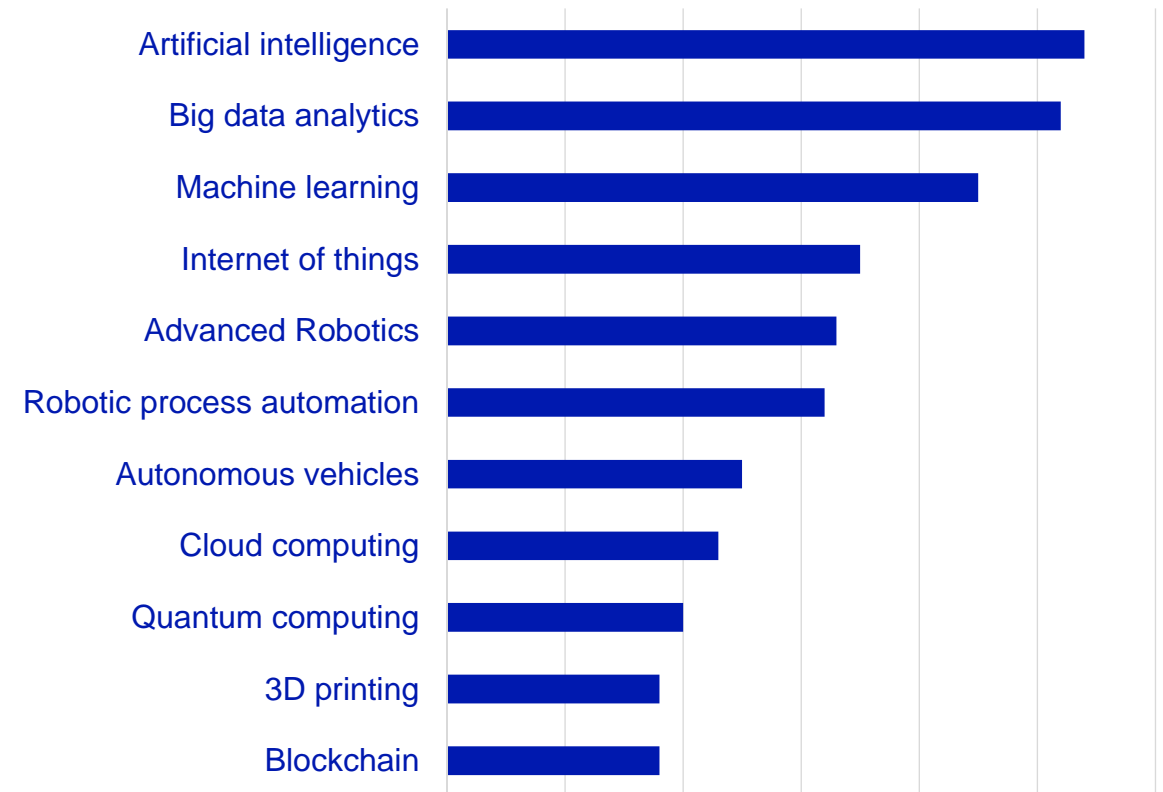 Artificial intelligence
Big data analytics
Machine learning
Internet of things
Advanced Robotics
Robotic process automation
Autonomous vehicles
Cloud computing
Quantum computing
3D printing
Blockchain